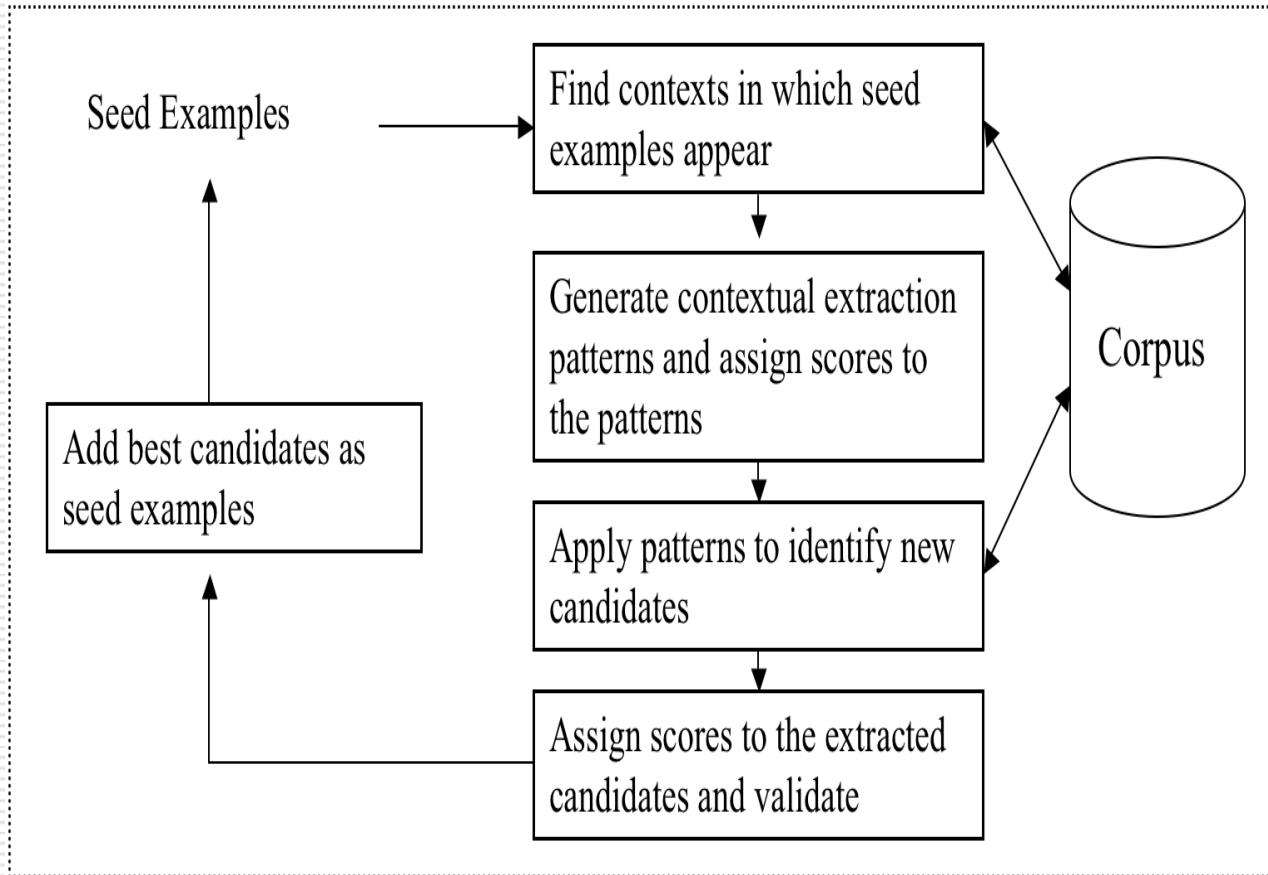 Seed Examples
Find contexts in which seed
examples appear
Generate contextual extraction
patterns and assign scores to
the patterns
Corpus
Add best candidates as
seed examples
Apply patterns to identify new
candidates
Assign scores to the extracted
candidates and validate